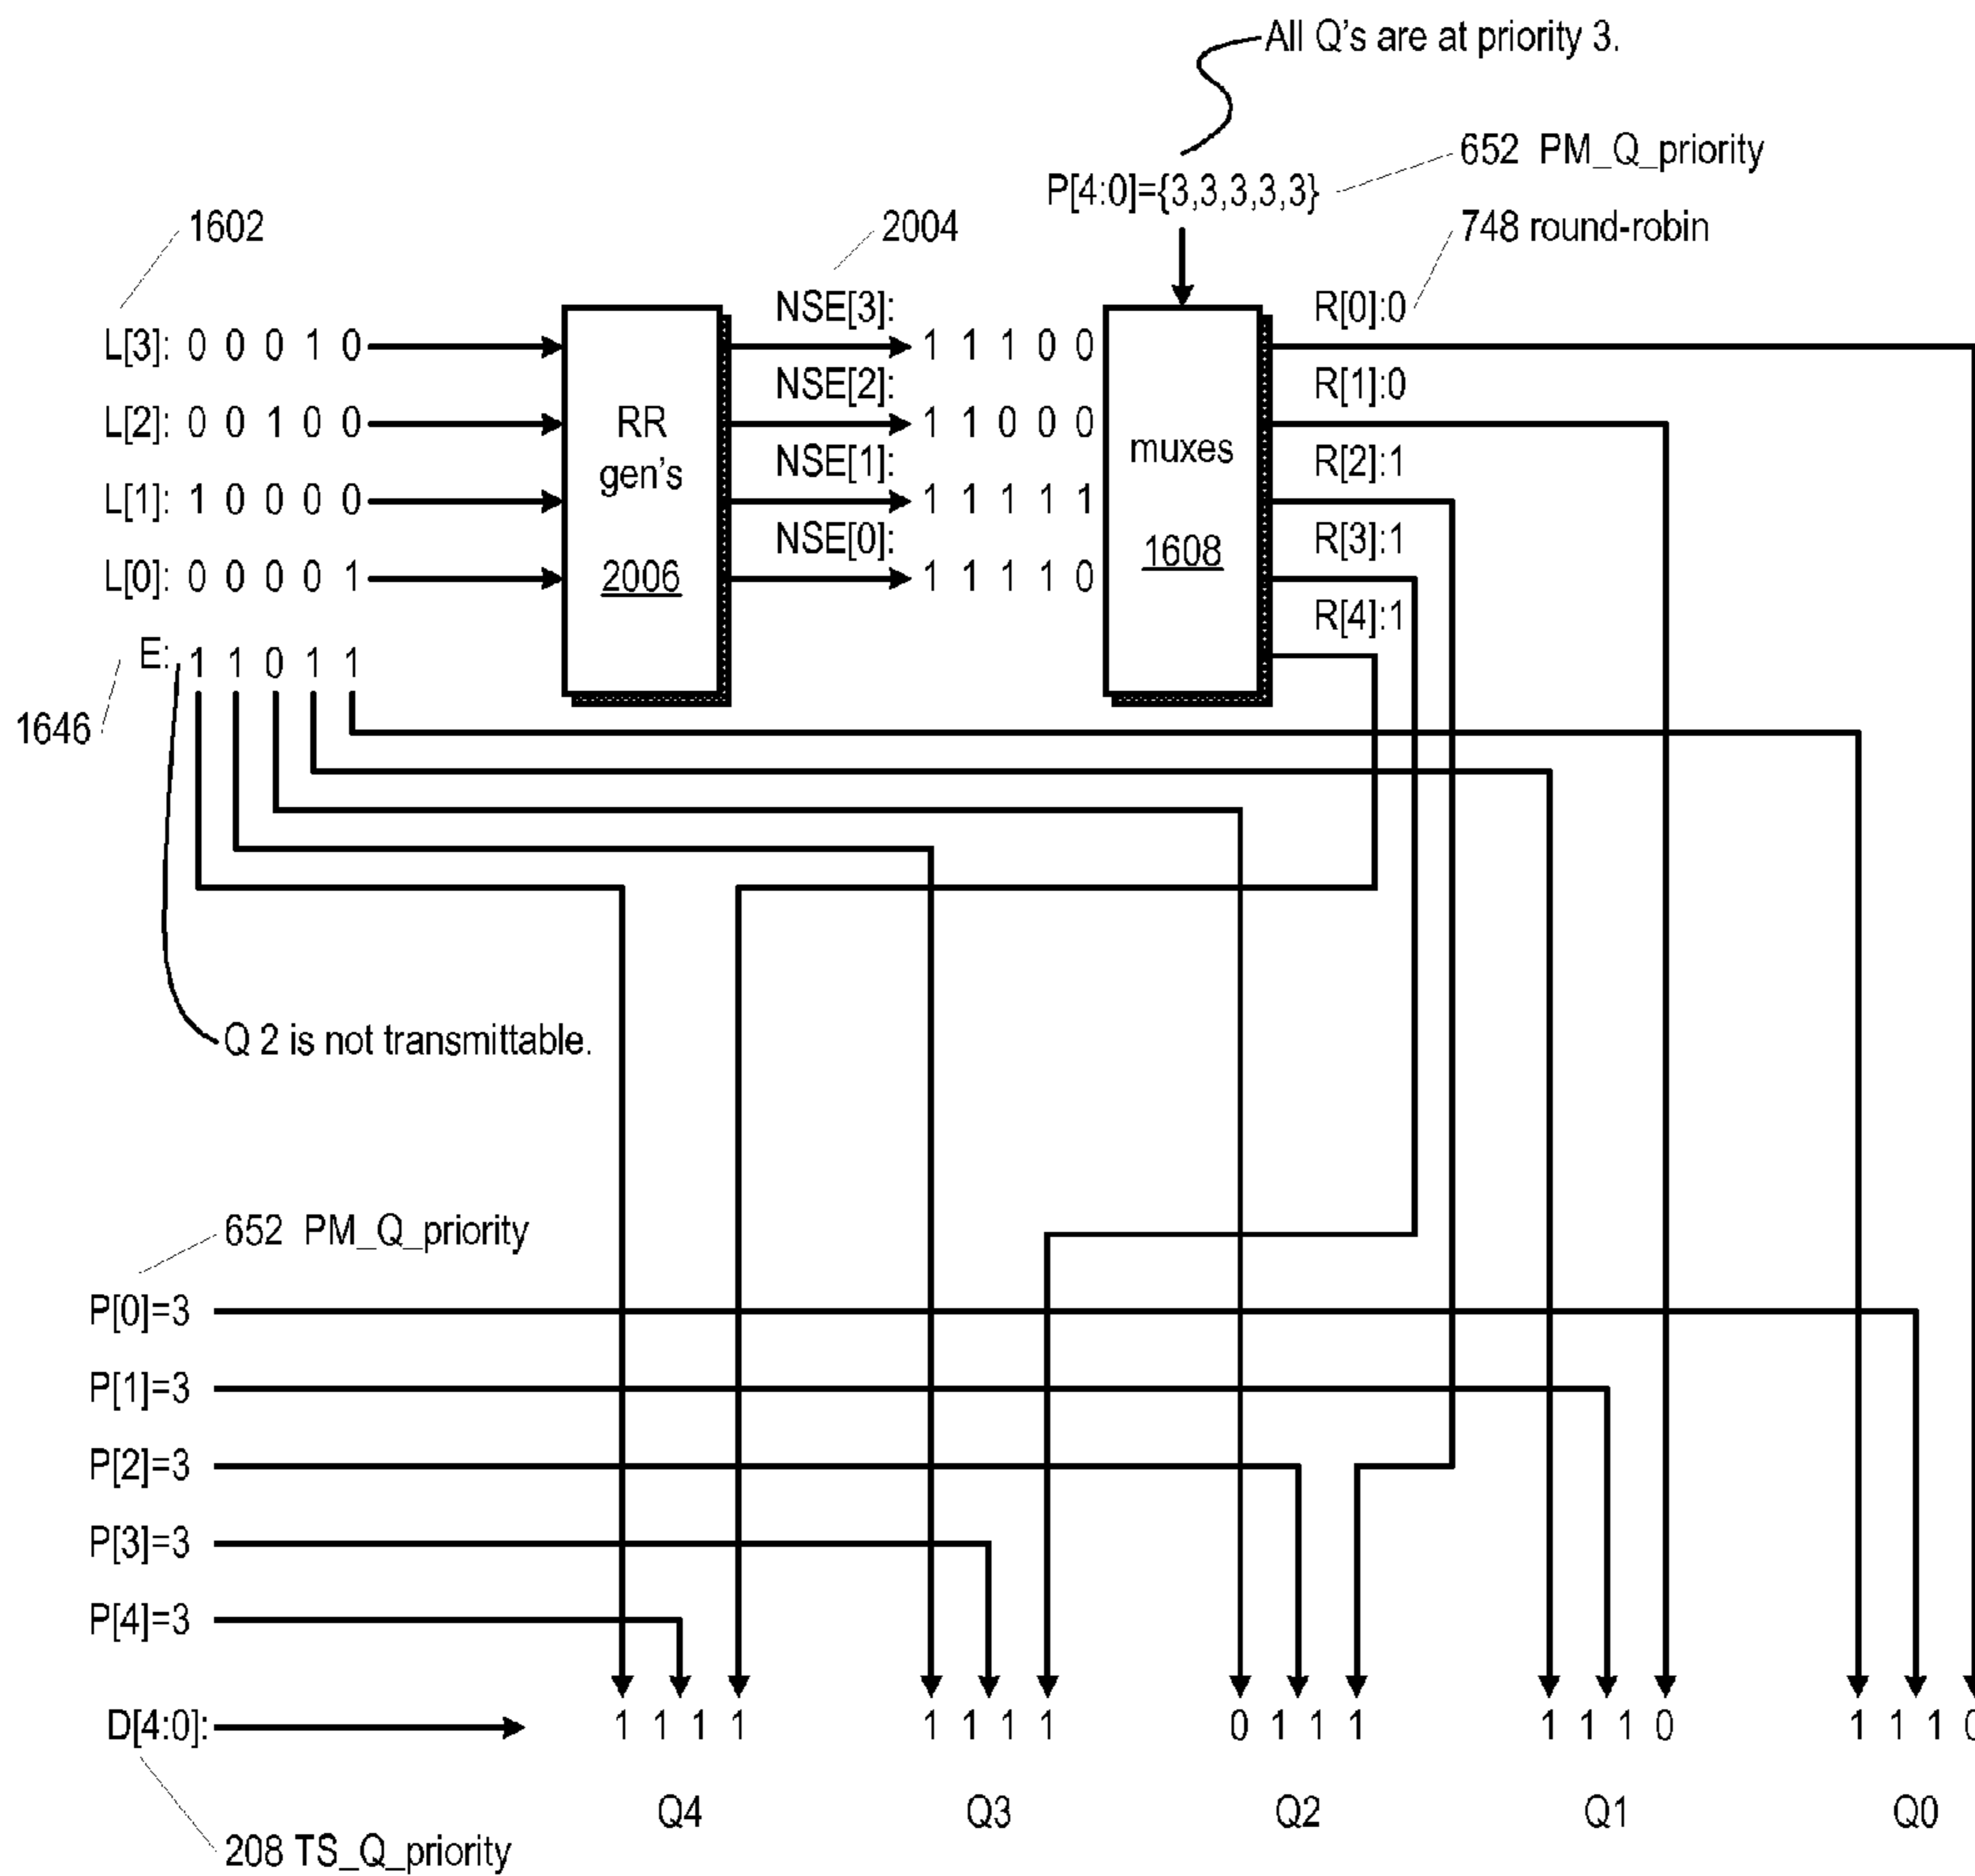 All Q's are at priority 3.
652 PM_Q_priority
P[4:0]={3,3,3,3,3}
1602
2004
748 round-robin
NSE[3]:
R[0]:0
L[3]: 0 0 0 1 0
1 1 1 0 0
NSE[2]:
R[1]:0
L[2]: 0 0 1 0 0
RR
gen's
2006
1 1 0 0 0
muxes
1608
NSE[1]:
R[2]:1
L[1]: 1 0 0 0 0
1 1 1 1 1
NSE[0]:
R[3]:1
L[0]: 0 0 0 0 1
1 1 1 1 0
R[4]:1
E: 1 1 0 1 1
1646
Q 2 is not transmittable.
652 PM_Q_priority
P[0]=3
P[1]=3
P[2]=3
P[3]=3
P[4]=3
D[4:0]:
1 1 1 1
1 1 1 1
0 1 1 1
1 1 1 0
1 1 1 0
Q4
Q3
Q2
Q1
Q0
208 TS_Q_priority